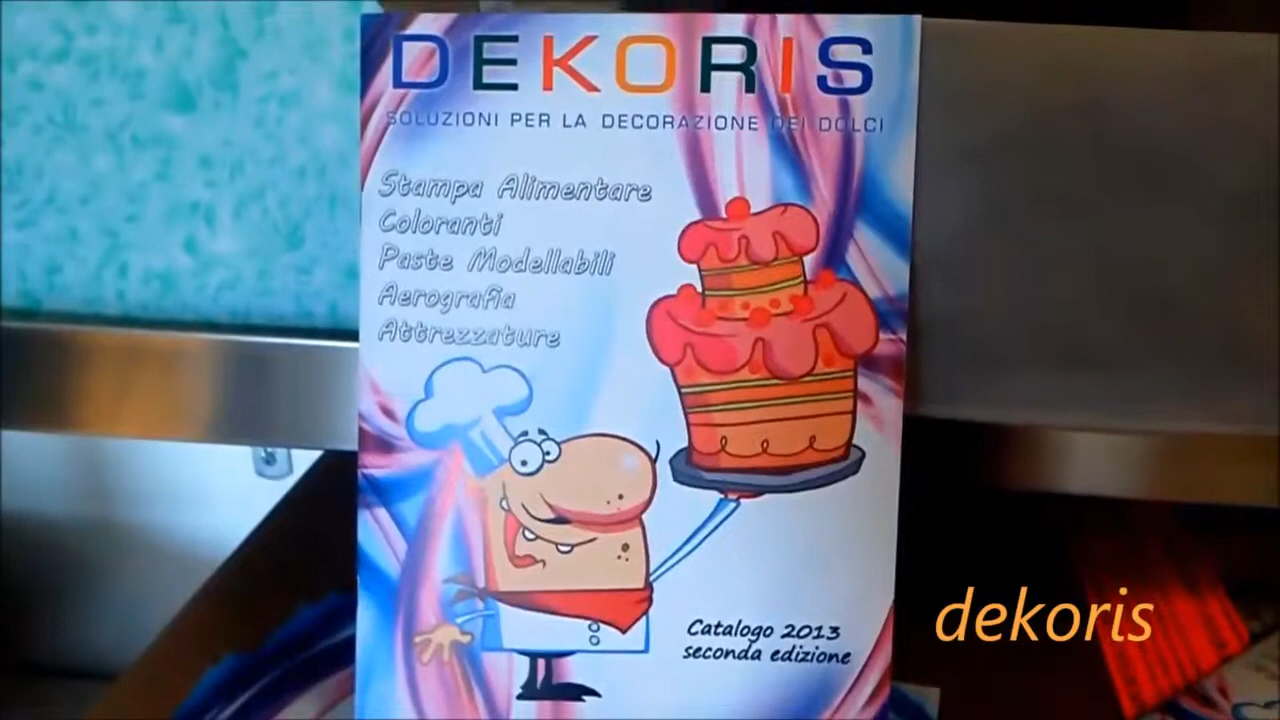 DEKORIS
SOLUZIONI PER LA DECORAZIONE DEI DOLCI
Stampa Alimentare
Coloranti
Paste Modellabili
Aerografia
Attrezzature
Catalogo 2013
seconda edizione
dekoris